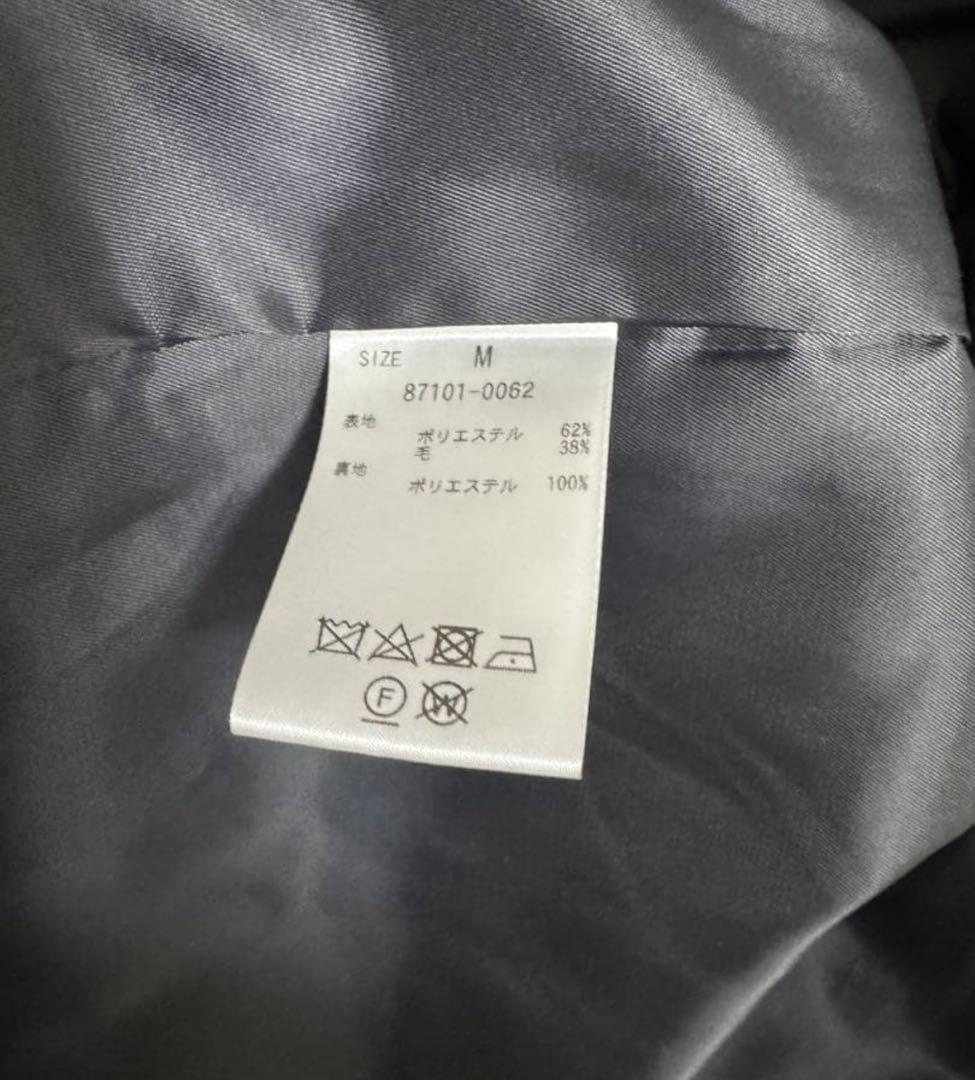 SIZE M
87101-0062
表地
ポリエステル 62%
毛 38%
裏地
ポリエステル 100%
F
W